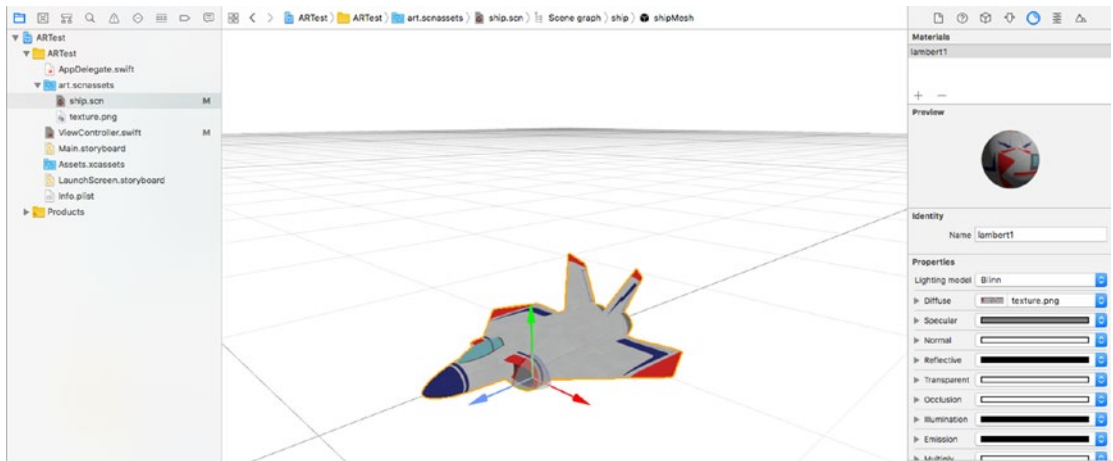 ARTest ARTest art.scnassets ship.scn Scene graph ship shipMesh
ARTest
ARTest
AppDelegate.swift
art.scnassets
ship.scn M
texture.png
ViewController.swift M
Main.storyboard
Assets.xcassets
LaunchScreen.storyboard
Info.plist
Products
Materials
lambert1
Preview
Identity
Name lambert1
Properties
Lighting model Blinn
Diffuse texture.png
Specular
Normal
Reflective
Transparent
Occlusion
Illumination
Emission
Multiply